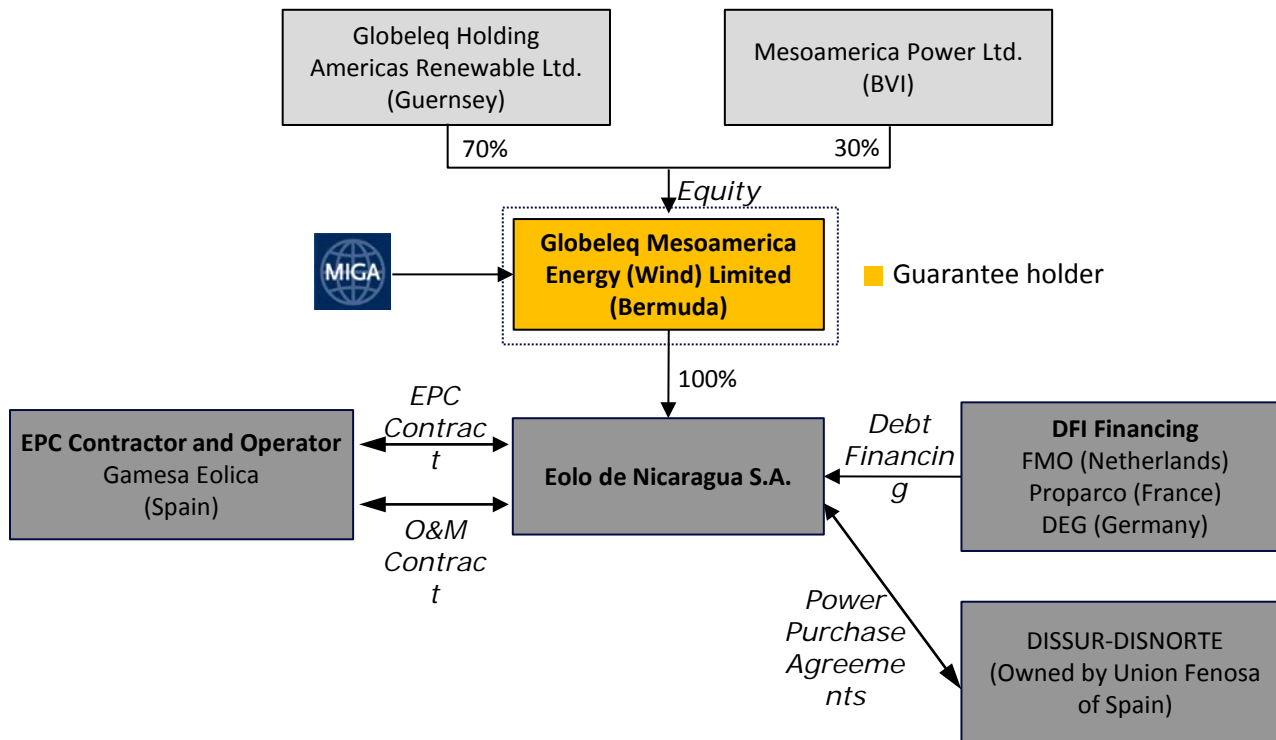 Globeleq Holding
Americas Renewable Ltd.
(Guernsey)
Mesoamerica Power Ltd.
(BVI)
70%
30%
Equity
MIGA
Globeleq Mesoamerica
Energy (Wind) Limited
(Bermuda)
Guarantee holder
100%
EPC Contractor and Operator
Gamesa Eolica
(Spain)
EPC
Contrac
t
O&M
Contrac
t
Eolo de Nicaragua S.A.
Debt
Financin
g
DFI Financing
FMO (Netherlands)
Proparco (France)
DEG (Germany)
Power
Purchase
Agreeme
nts
DISSUR-DISNORTE
(Owned by Union Fenosa
of Spain)